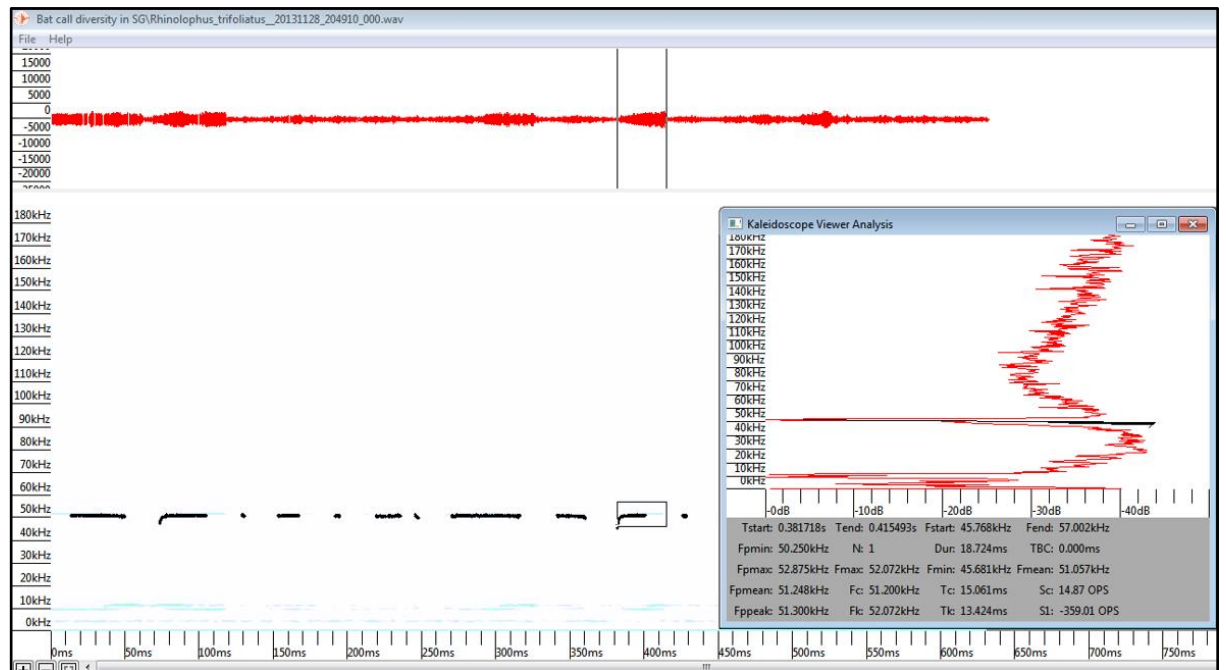 Bat call diversity in SG\Rhinolophus_trifoliatus__20131128_204910_000.wav
File Help
15000
10000
5000
0
-5000
-10000
-15000
-20000
180kHz
170kHz
160kHz
150kHz
140kHz
130kHz
120kHz
110kHz
100kHz
90kHz
80kHz
70kHz
60kHz
50kHz
40kHz
30kHz
20kHz
10kHz
0kHz
0ms 50ms 100ms 150ms 200ms 250ms 300ms 350ms 400ms 450ms 500ms 550ms 600ms 650ms 700ms 750ms
Kaleidoscope Viewer Analysis
180kHz
170kHz
160kHz
150kHz
140kHz
130kHz
120kHz
110kHz
100kHz
90kHz
80kHz
70kHz
60kHz
50kHz
40kHz
30kHz
20kHz
10kHz
0kHz
-0dB -10dB -20dB -30dB -40dB
Tstart: 0.381718s Tend: 0.415493s Fstart: 45.768kHz Fend: 57.002kHz
Fpmin: 50.250kHz N: 1 Dur: 18.724ms TBC: 0.000ms
Fpmax: 52.875kHz Fmax: 52.072kHz Fmin: 45.681kHz Fmean: 51.057kHz
Fpmean: 51.248kHz Fc: 51.200kHz Tc: 15.061ms Sc: 14.87 OPS
Fppeak: 51.300kHz Fk: 52.072kHz Tk: 13.424ms S1: -359.01 OPS